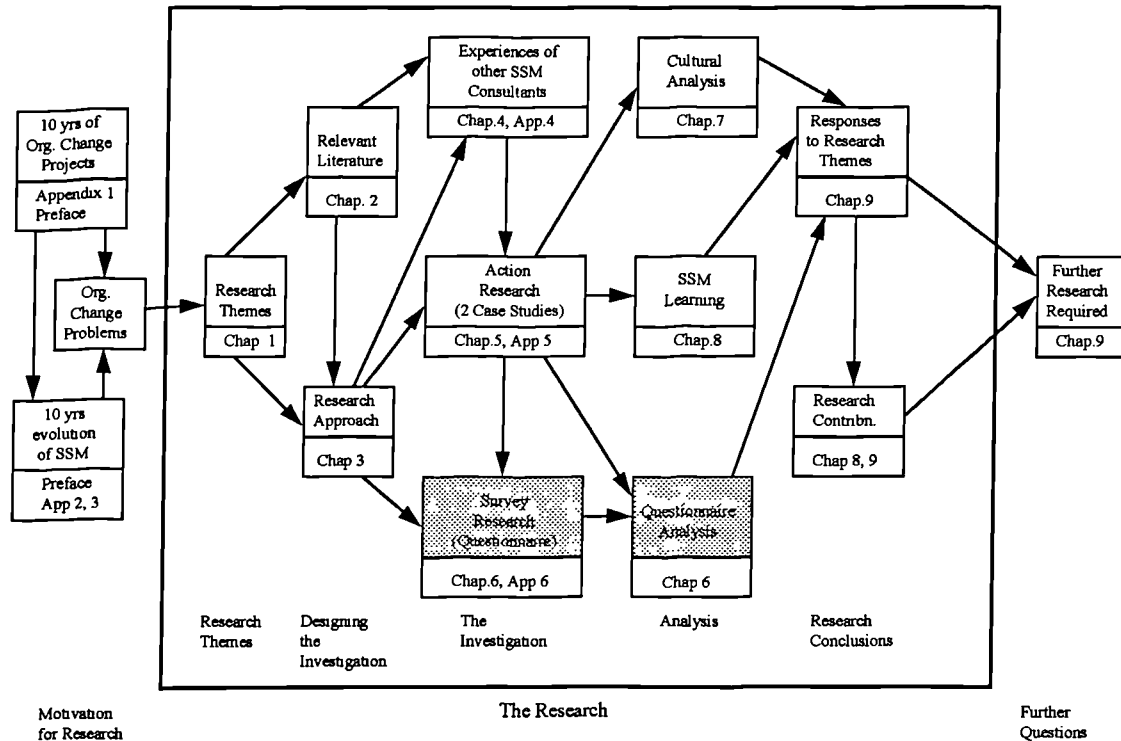 10 yrs of
Org. Change
Projects
Appendix 1
Preface
Org.
Change
Problems
10 yrs
evolution
of SSM
Preface
App 2, 3
Research
Themes
Chap 1
Relevant
Literature
Chap. 2
Research
Approach
Chap 3
Experiences of
other SSM
Consultants
Chap.4, App.4
Action
Research
(2 Case Studies)
Chap.5, App 5
Survey
Research
(Questionnaire)
Chap.6, App 6
Cultural
Analysis
Chap.7
SSM
Learning
Chap.8
Questionnaire
Analysis
Chap 6
Responses
to Research
Themes
Chap.9
Research
Contribn.
Chap 8, 9
Further
Research
Required
Chap.9
Research
Themes
Designing
the
Investigation
The
Investigation
Analysis
Research
Conclusions
Motivation
for Research
The Research
Further
Questions